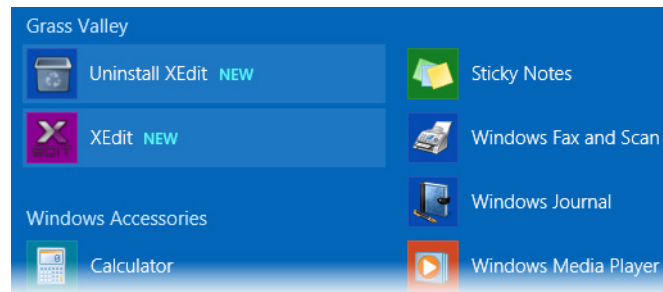 Grass Valley
Uninstall XEdit NEW
X
EDIT
XEdit NEW
Windows Accessories
Calculator
Sticky Notes
Windows Fax and Scan
Windows Journal
Windows Media Player